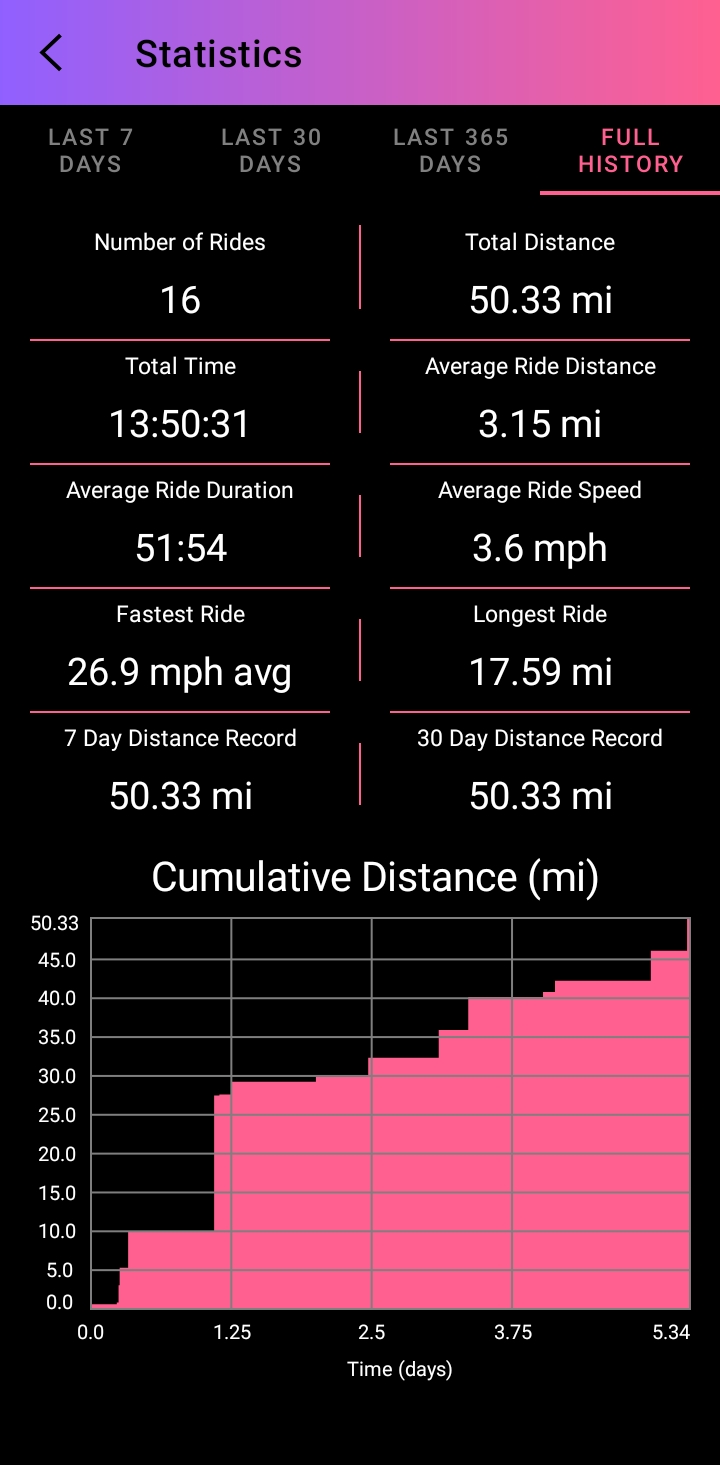 Statistics
LAST 7
DAYS
LAST 30
DAYS
LAST 365
DAYS
FULL
HISTORY
Number of Rides
16
Total Distance
50.33 mi
Total Time
13:50:31
Average Ride Distance
3.15 mi
Average Ride Duration
51:54
Average Ride Speed
3.6 mph
Fastest Ride
26.9 mph avg
Longest Ride
17.59 mi
7 Day Distance Record
50.33 mi
30 Day Distance Record
50.33 mi
Cumulative Distance (mi)
50.33
45.0
40.0
35.0
30.0
25.0
20.0
15.0
10.0
5.0
0.0
0.0 1.25 2.5 3.75 5.34
Time (days)